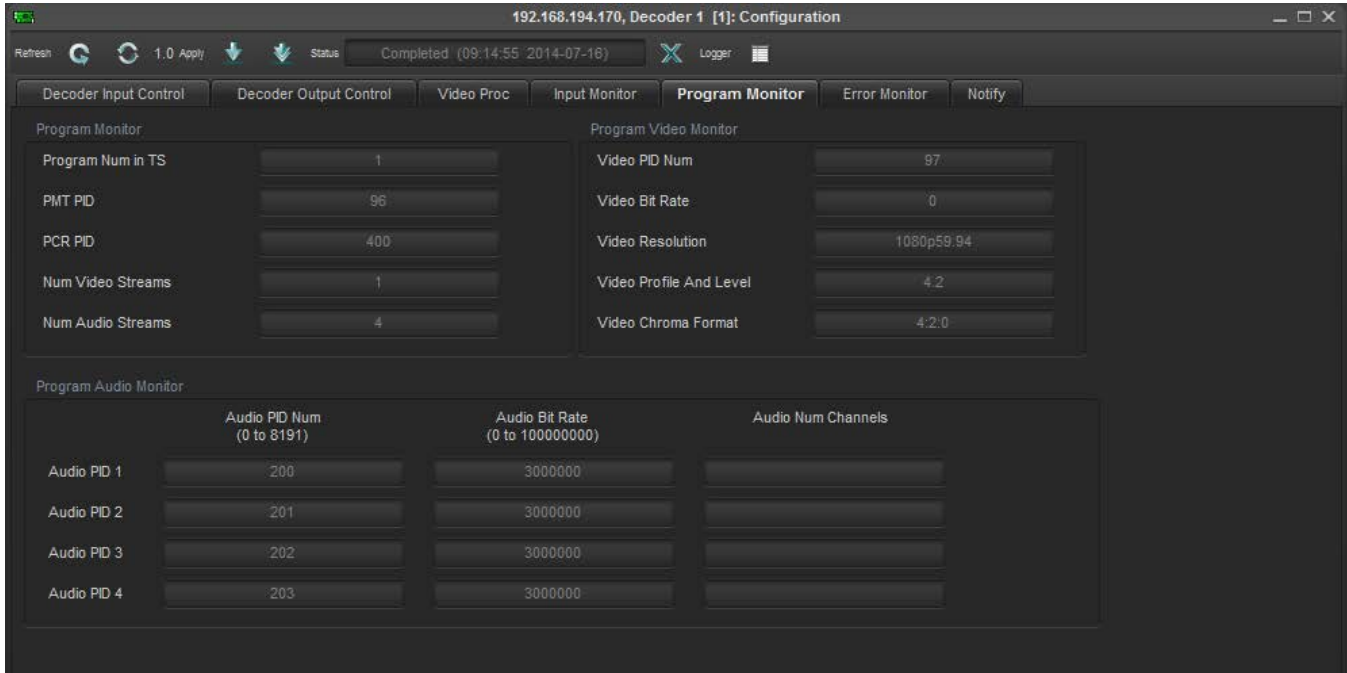 192.168.194.170, Decoder 1 [1]: Configuration
Refresh 1.0 Apply Status Completed (09:14:55 2014-07-16) Logger
Decoder Input Control Decoder Output Control Video Proc Input Monitor Program Monitor Error Monitor Notify
Program Monitor
Program Num in TS 1
PMT PID 96
PCR PID 400
Num Video Streams 1
Num Audio Streams 4
Program Video Monitor
Video PID Num 97
Video Bit Rate 0
Video Resolution 1080p59.94
Video Profile And Level 4.2
Video Chroma Format 4:2:0
Program Audio Monitor
Audio PID Num Audio Bit Rate Audio Num Channels
(0 to 8191) (0 to 100000000)
Audio PID 1 200 3000000
Audio PID 2 201 3000000
Audio PID 3 202 3000000
Audio PID 4 203 3000000